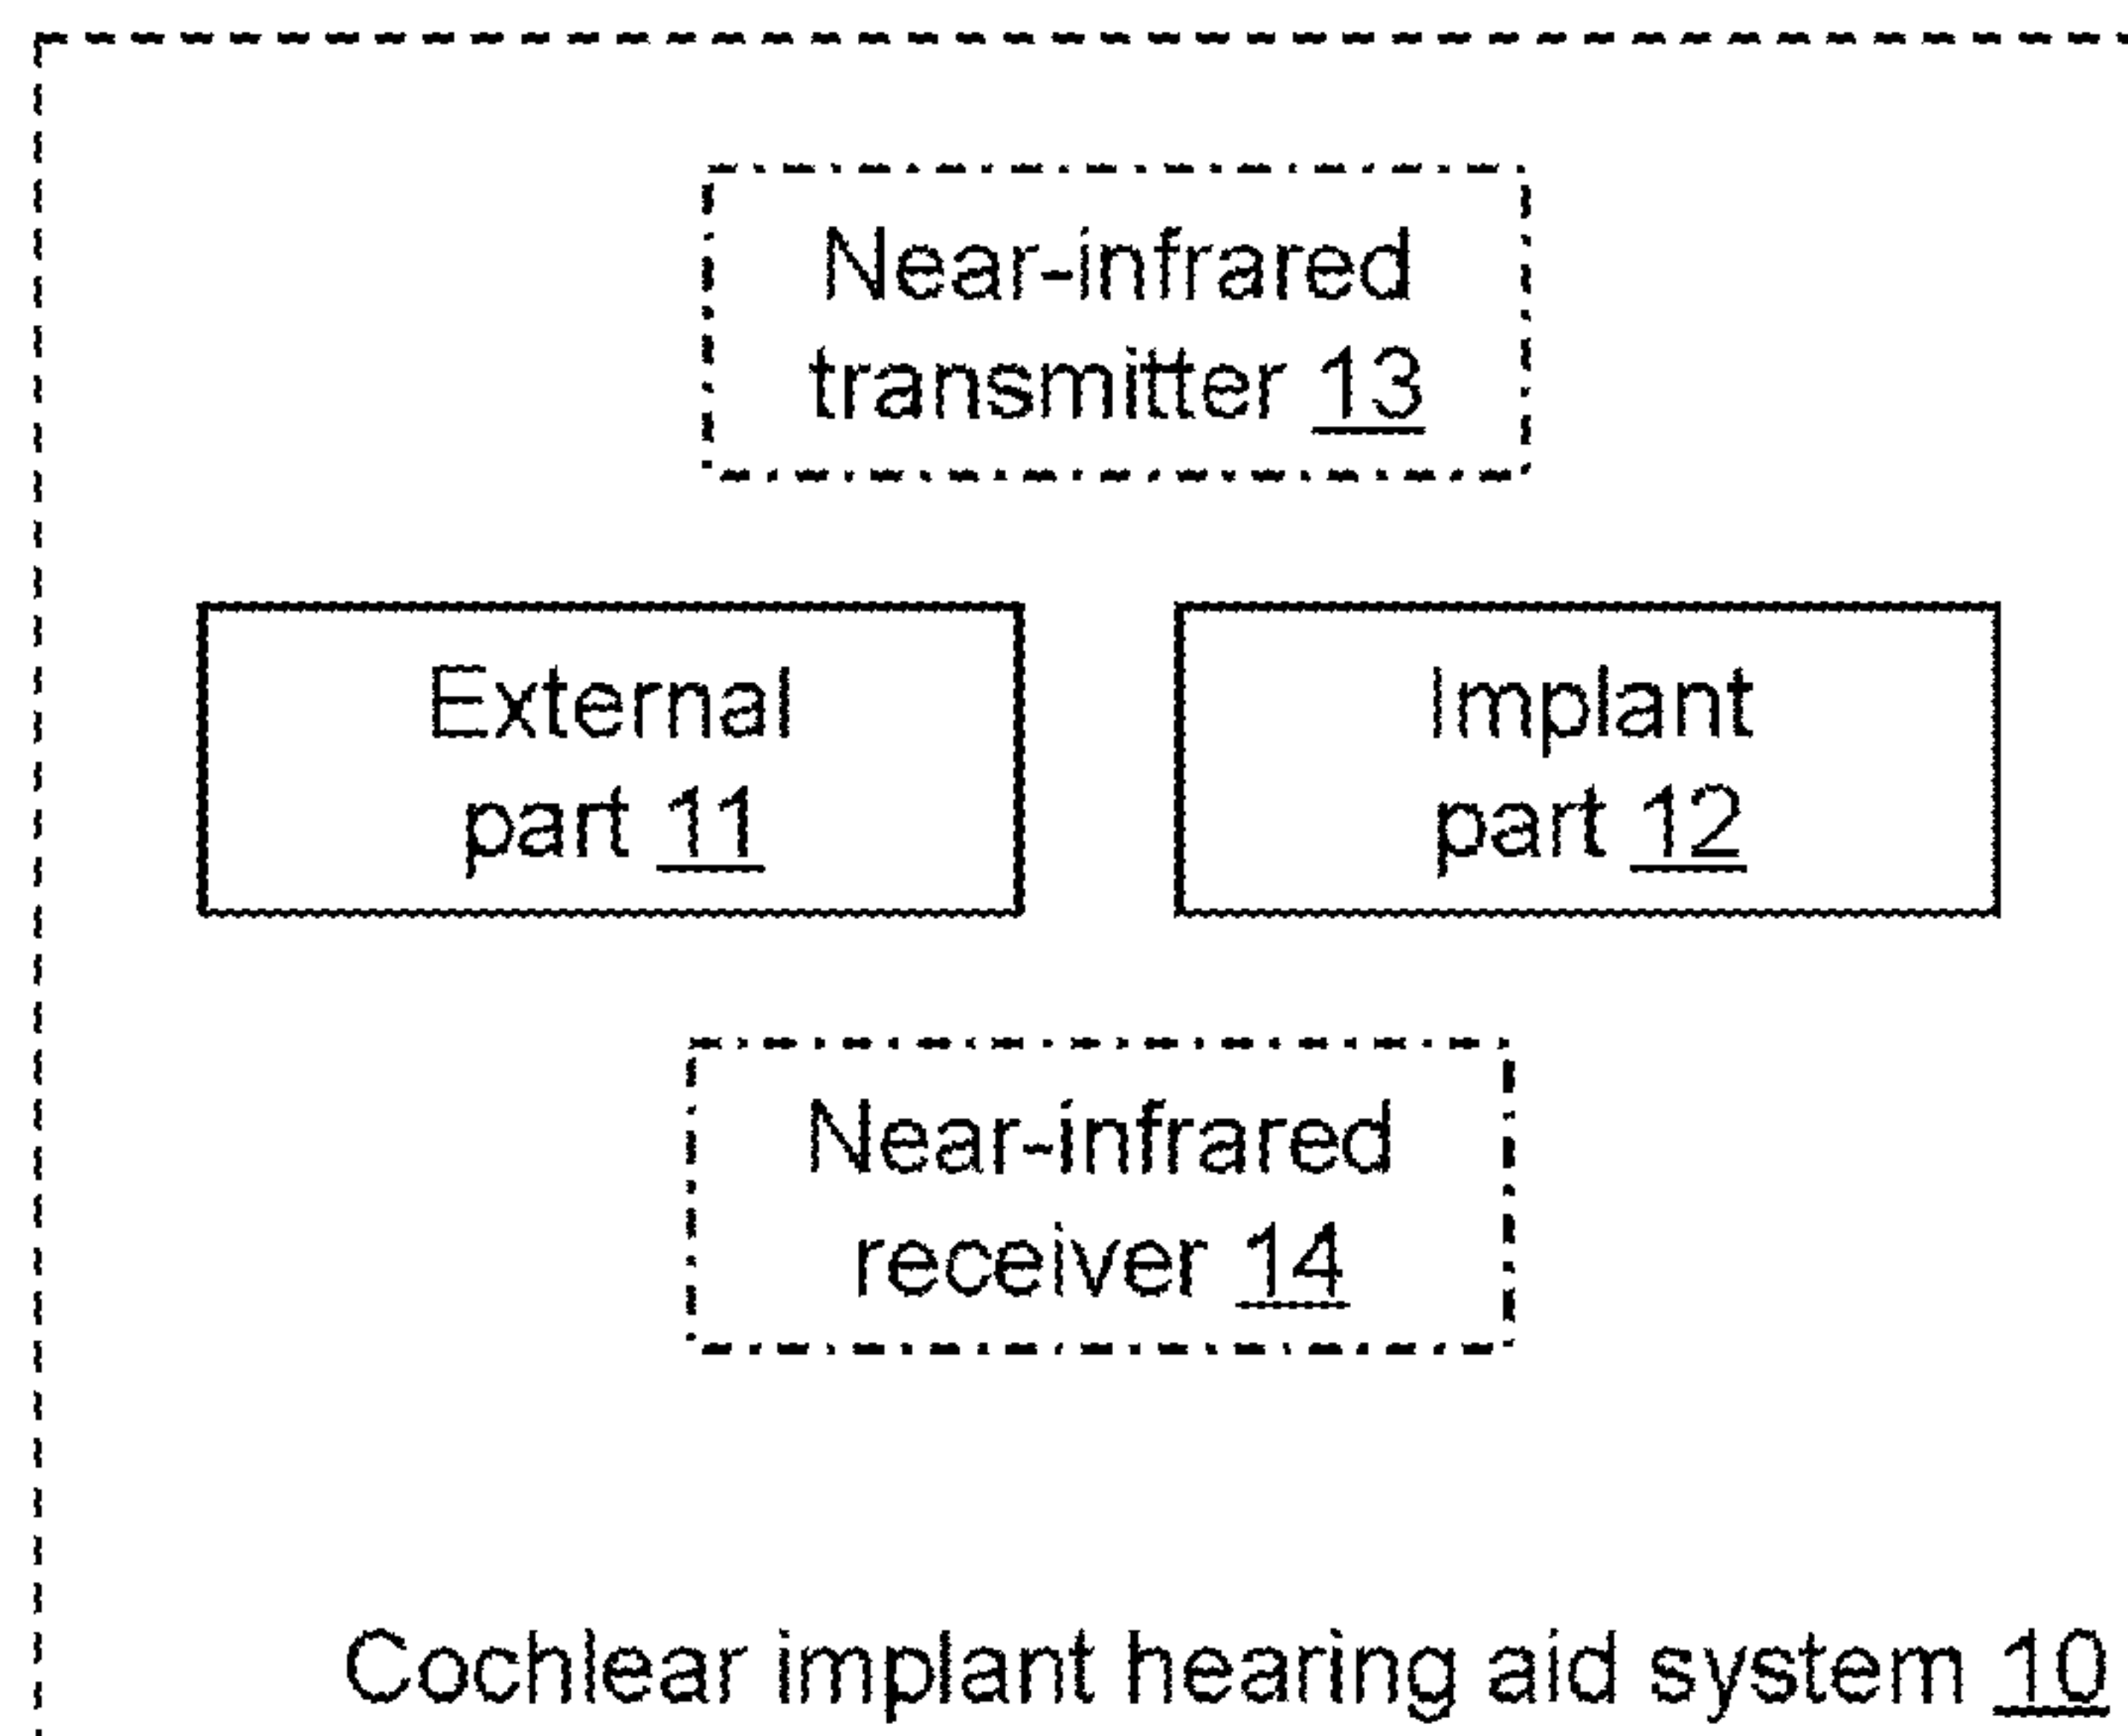 Near-infrared
transmitter 13
External
part 11
Implant
part 12
Near-infrared
receiver 14
Cochlear implant hearing aid system 10